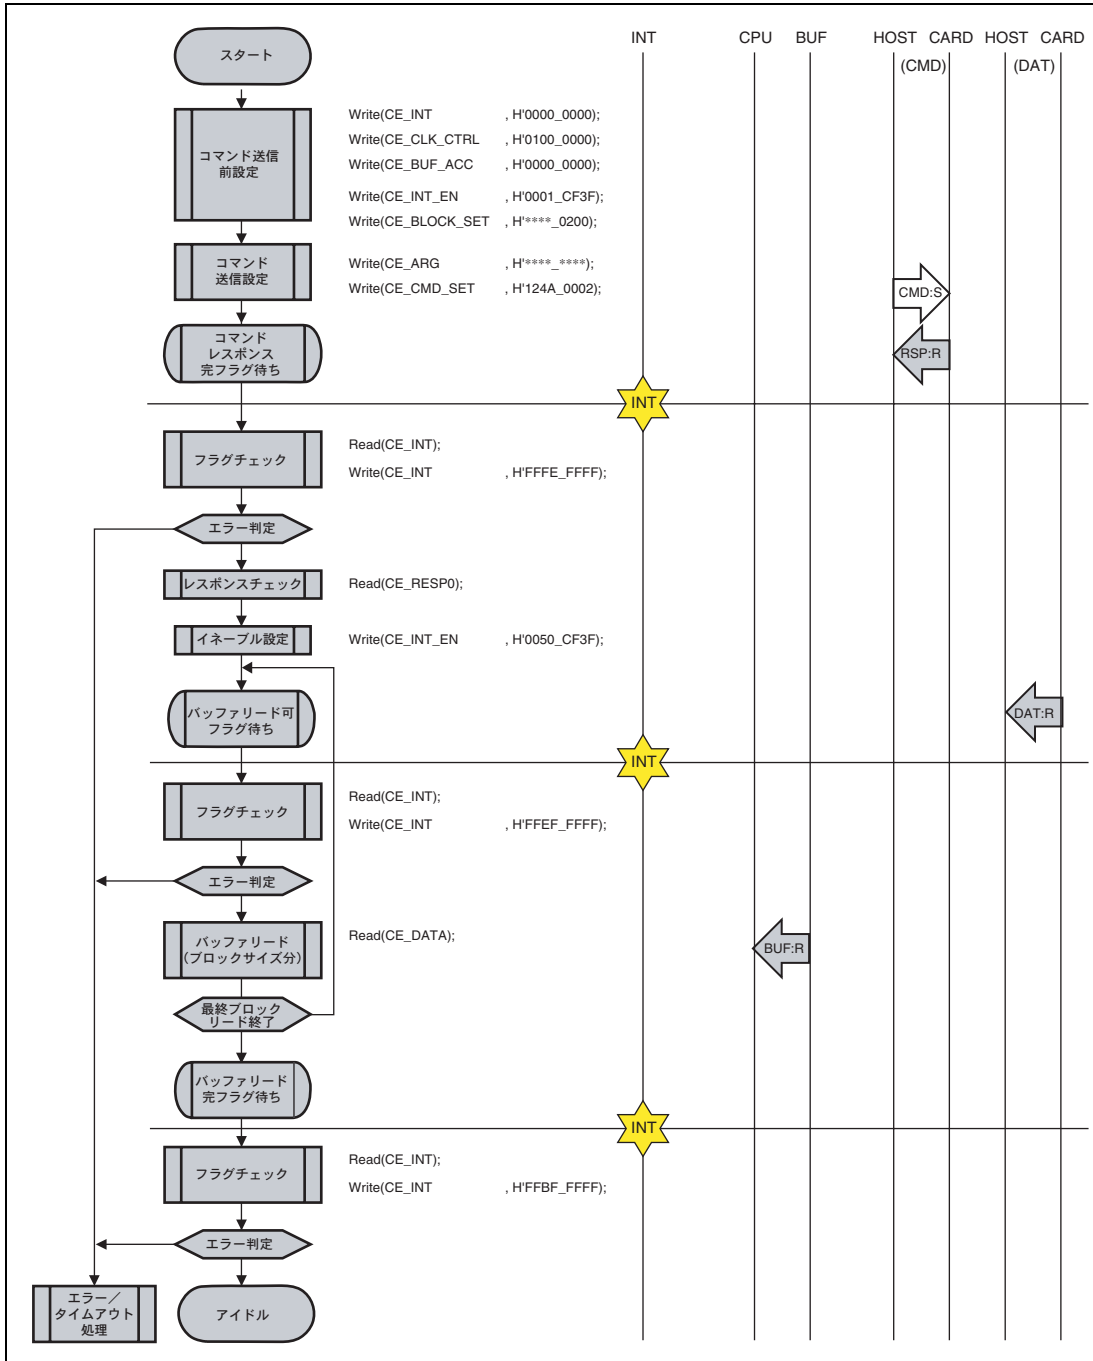 INT CPU BUF HOST CARD HOST CARD
(CMD) (DAT)
スタート
コマンド送信
前設定
Write(CE_INT , H'0000_0000);
Write(CE_CLK_CTRL , H'0100_0000);
Write(CE_BUF_ACC , H'0000_0000);
Write(CE_INT_EN , H'0001_CF3F);
Write(CE_BLOCK_SET , H'****_0200);
コマンド
送信設定
Write(CE_ARG , H'****_****);
Write(CE_CMD_SET , H'124A_0002);
CMD:S
コマンド
レスポンス
完フラグ待ち
RSP:R
INT
フラグチェック
Read(CE_INT);
Write(CE_INT , H'FFFE_FFFF);
エラー判定
レスポンスチェック
Read(CE_RESP0);
イネーブル設定
Write(CE_INT_EN , H'0050_CF3F);
バッファリード可
フラグ待ち
DAT:R
INT
フラグチェック
Read(CE_INT);
Write(CE_INT , H'FFEF_FFFF);
エラー判定
バッファリード
(ブロックサイズ分)
Read(CE_DATA);
BUF:R
最終ブロック
リード終了
バッファリード
完フラグ待ち
INT
フラグチェック
Read(CE_INT);
Write(CE_INT , H'FFBF_FFFF);
エラー判定
エラー/
タイムアウト
処理
アイドル